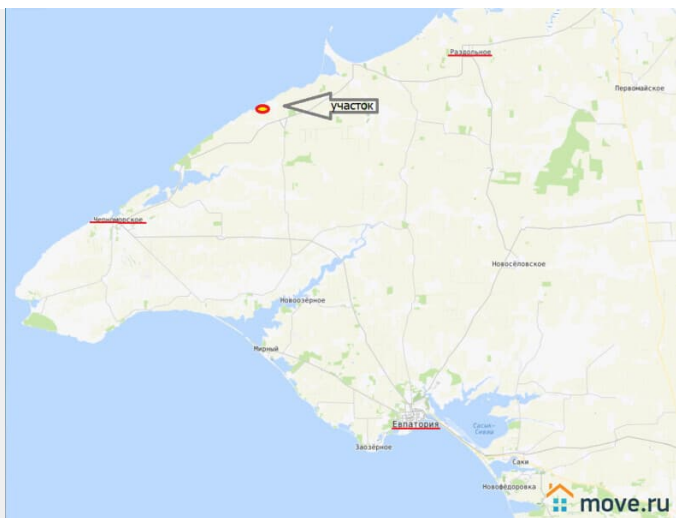 Раздольное
Первомайское
участок
Черноморское
Новосёловское
Новоозёрное
Мирный
Евпатория
Сасык-
Сиваш
Заозёрное
Саки
Новофёдоровка
move.ru